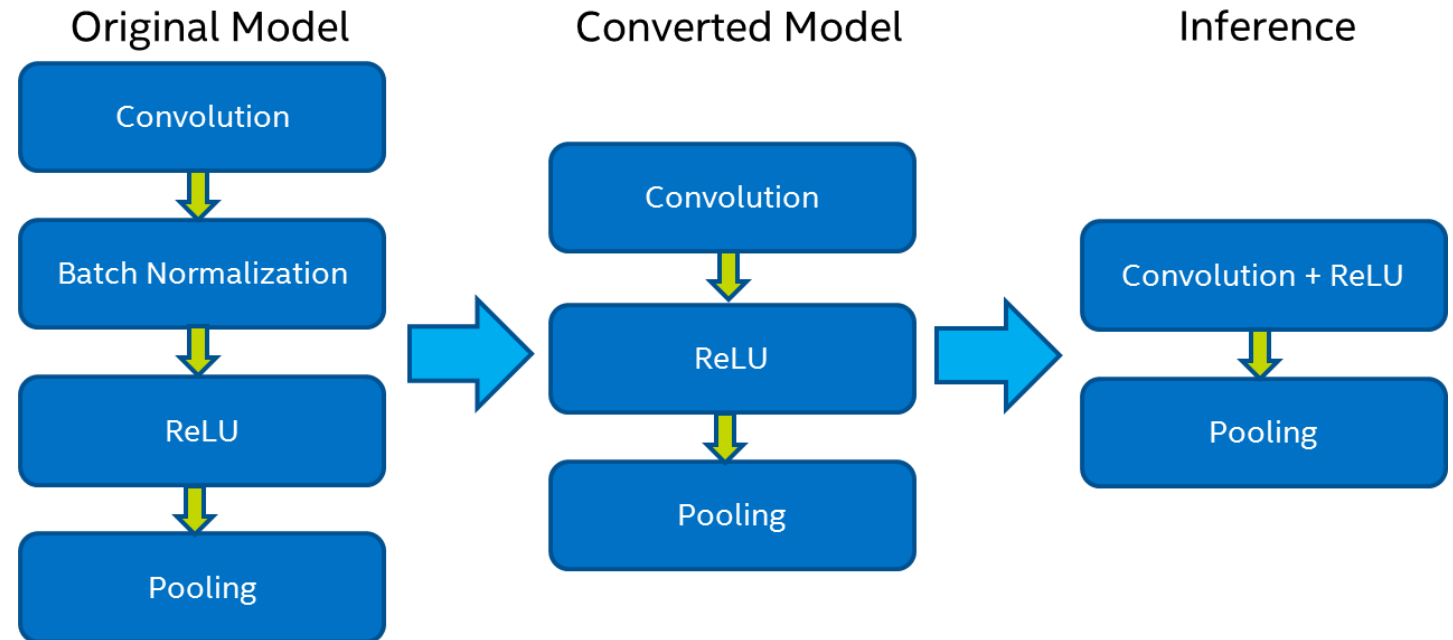 Original Model
Convolution
Batch Normalization
ReLU
Pooling
Converted Model
Convolution
ReLU
Pooling
Inference
Convolution + ReLU
Pooling